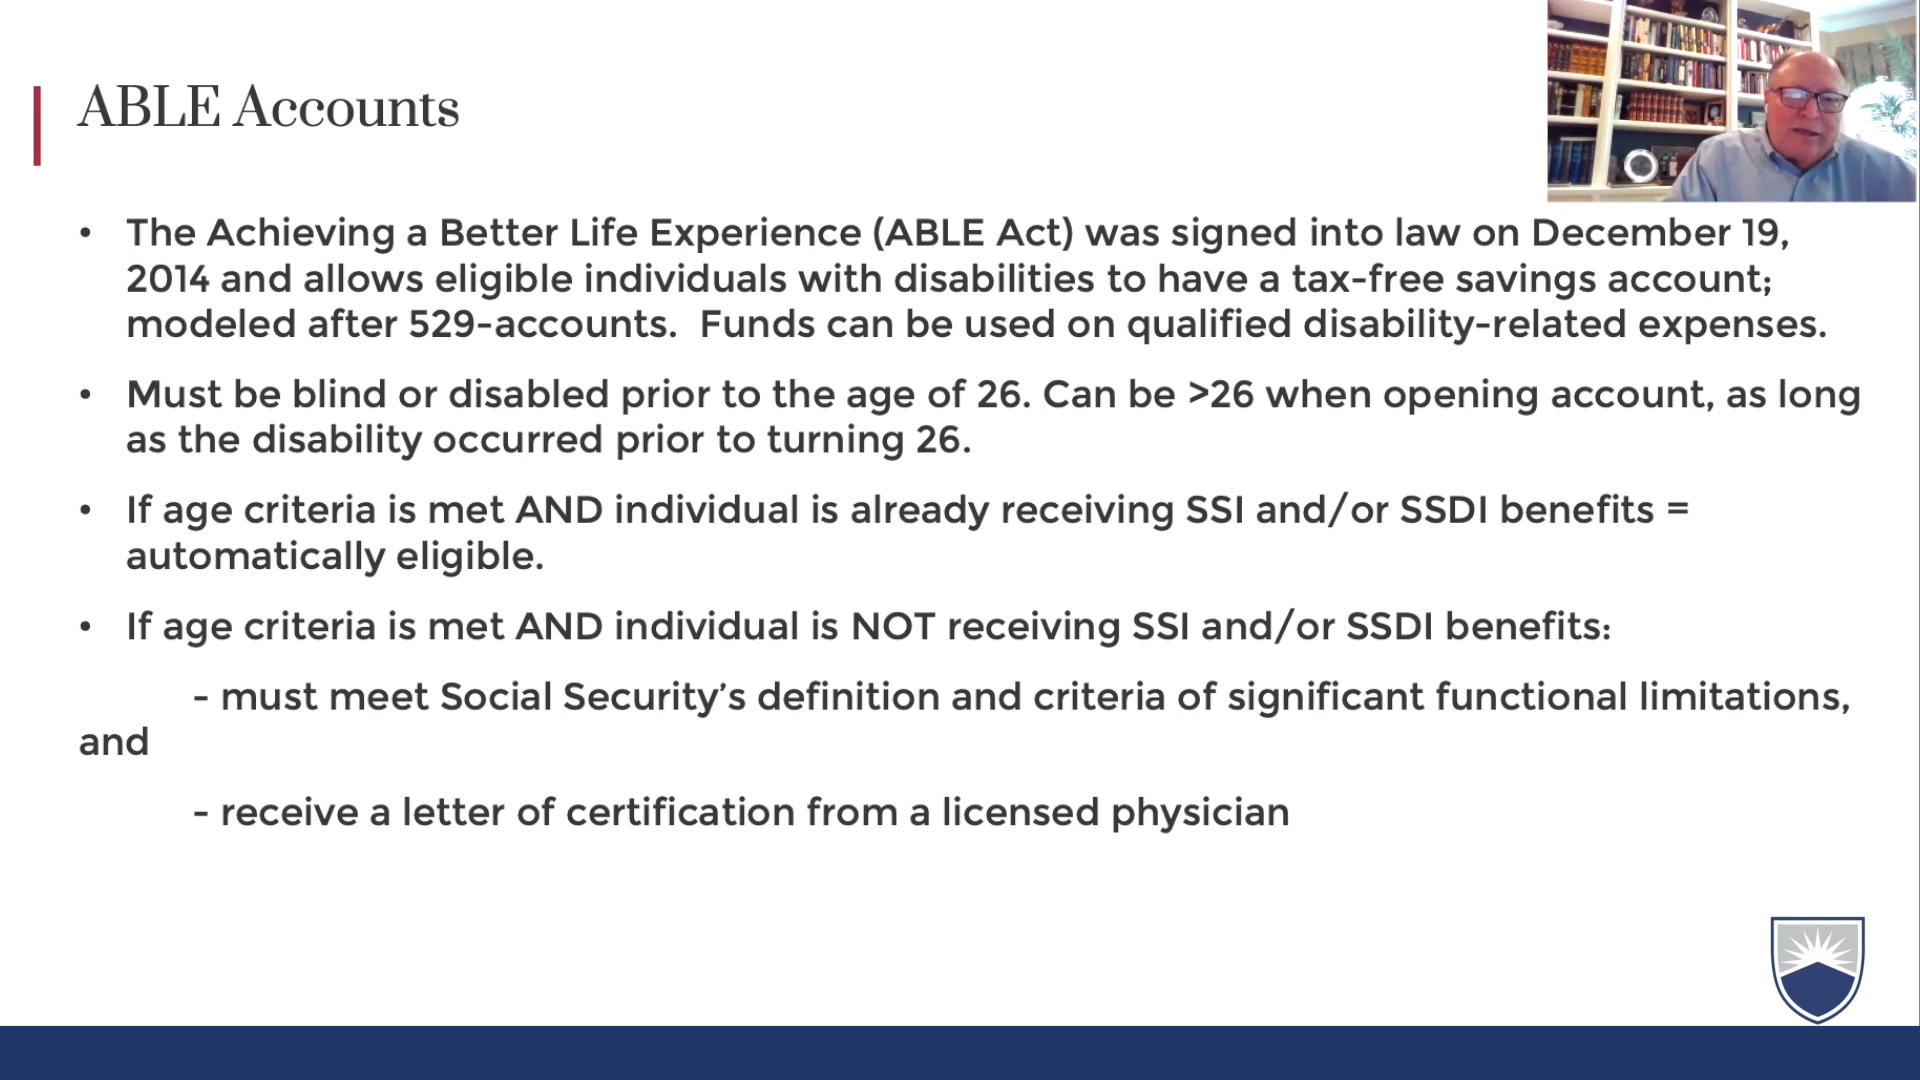 ABLE Accounts
• The Achieving a Better Life Experience (ABLE Act) was signed into law on December 19,
2014 and allows eligible individuals with disabilities to have a tax-free savings account;
modeled after 529-accounts.  Funds can be used on qualified disability-related expenses.
• Must be blind or disabled prior to the age of 26. Can be >26 when opening account, as long
as the disability occurred prior to turning 26.
• If age criteria is met AND individual is already receiving SSI and/or SSDI benefits =
automatically eligible.
• If age criteria is met AND individual is NOT receiving SSI and/or SSDI benefits:
- must meet Social Security’s definition and criteria of significant functional limitations,
and
- receive a letter of certification from a licensed physician